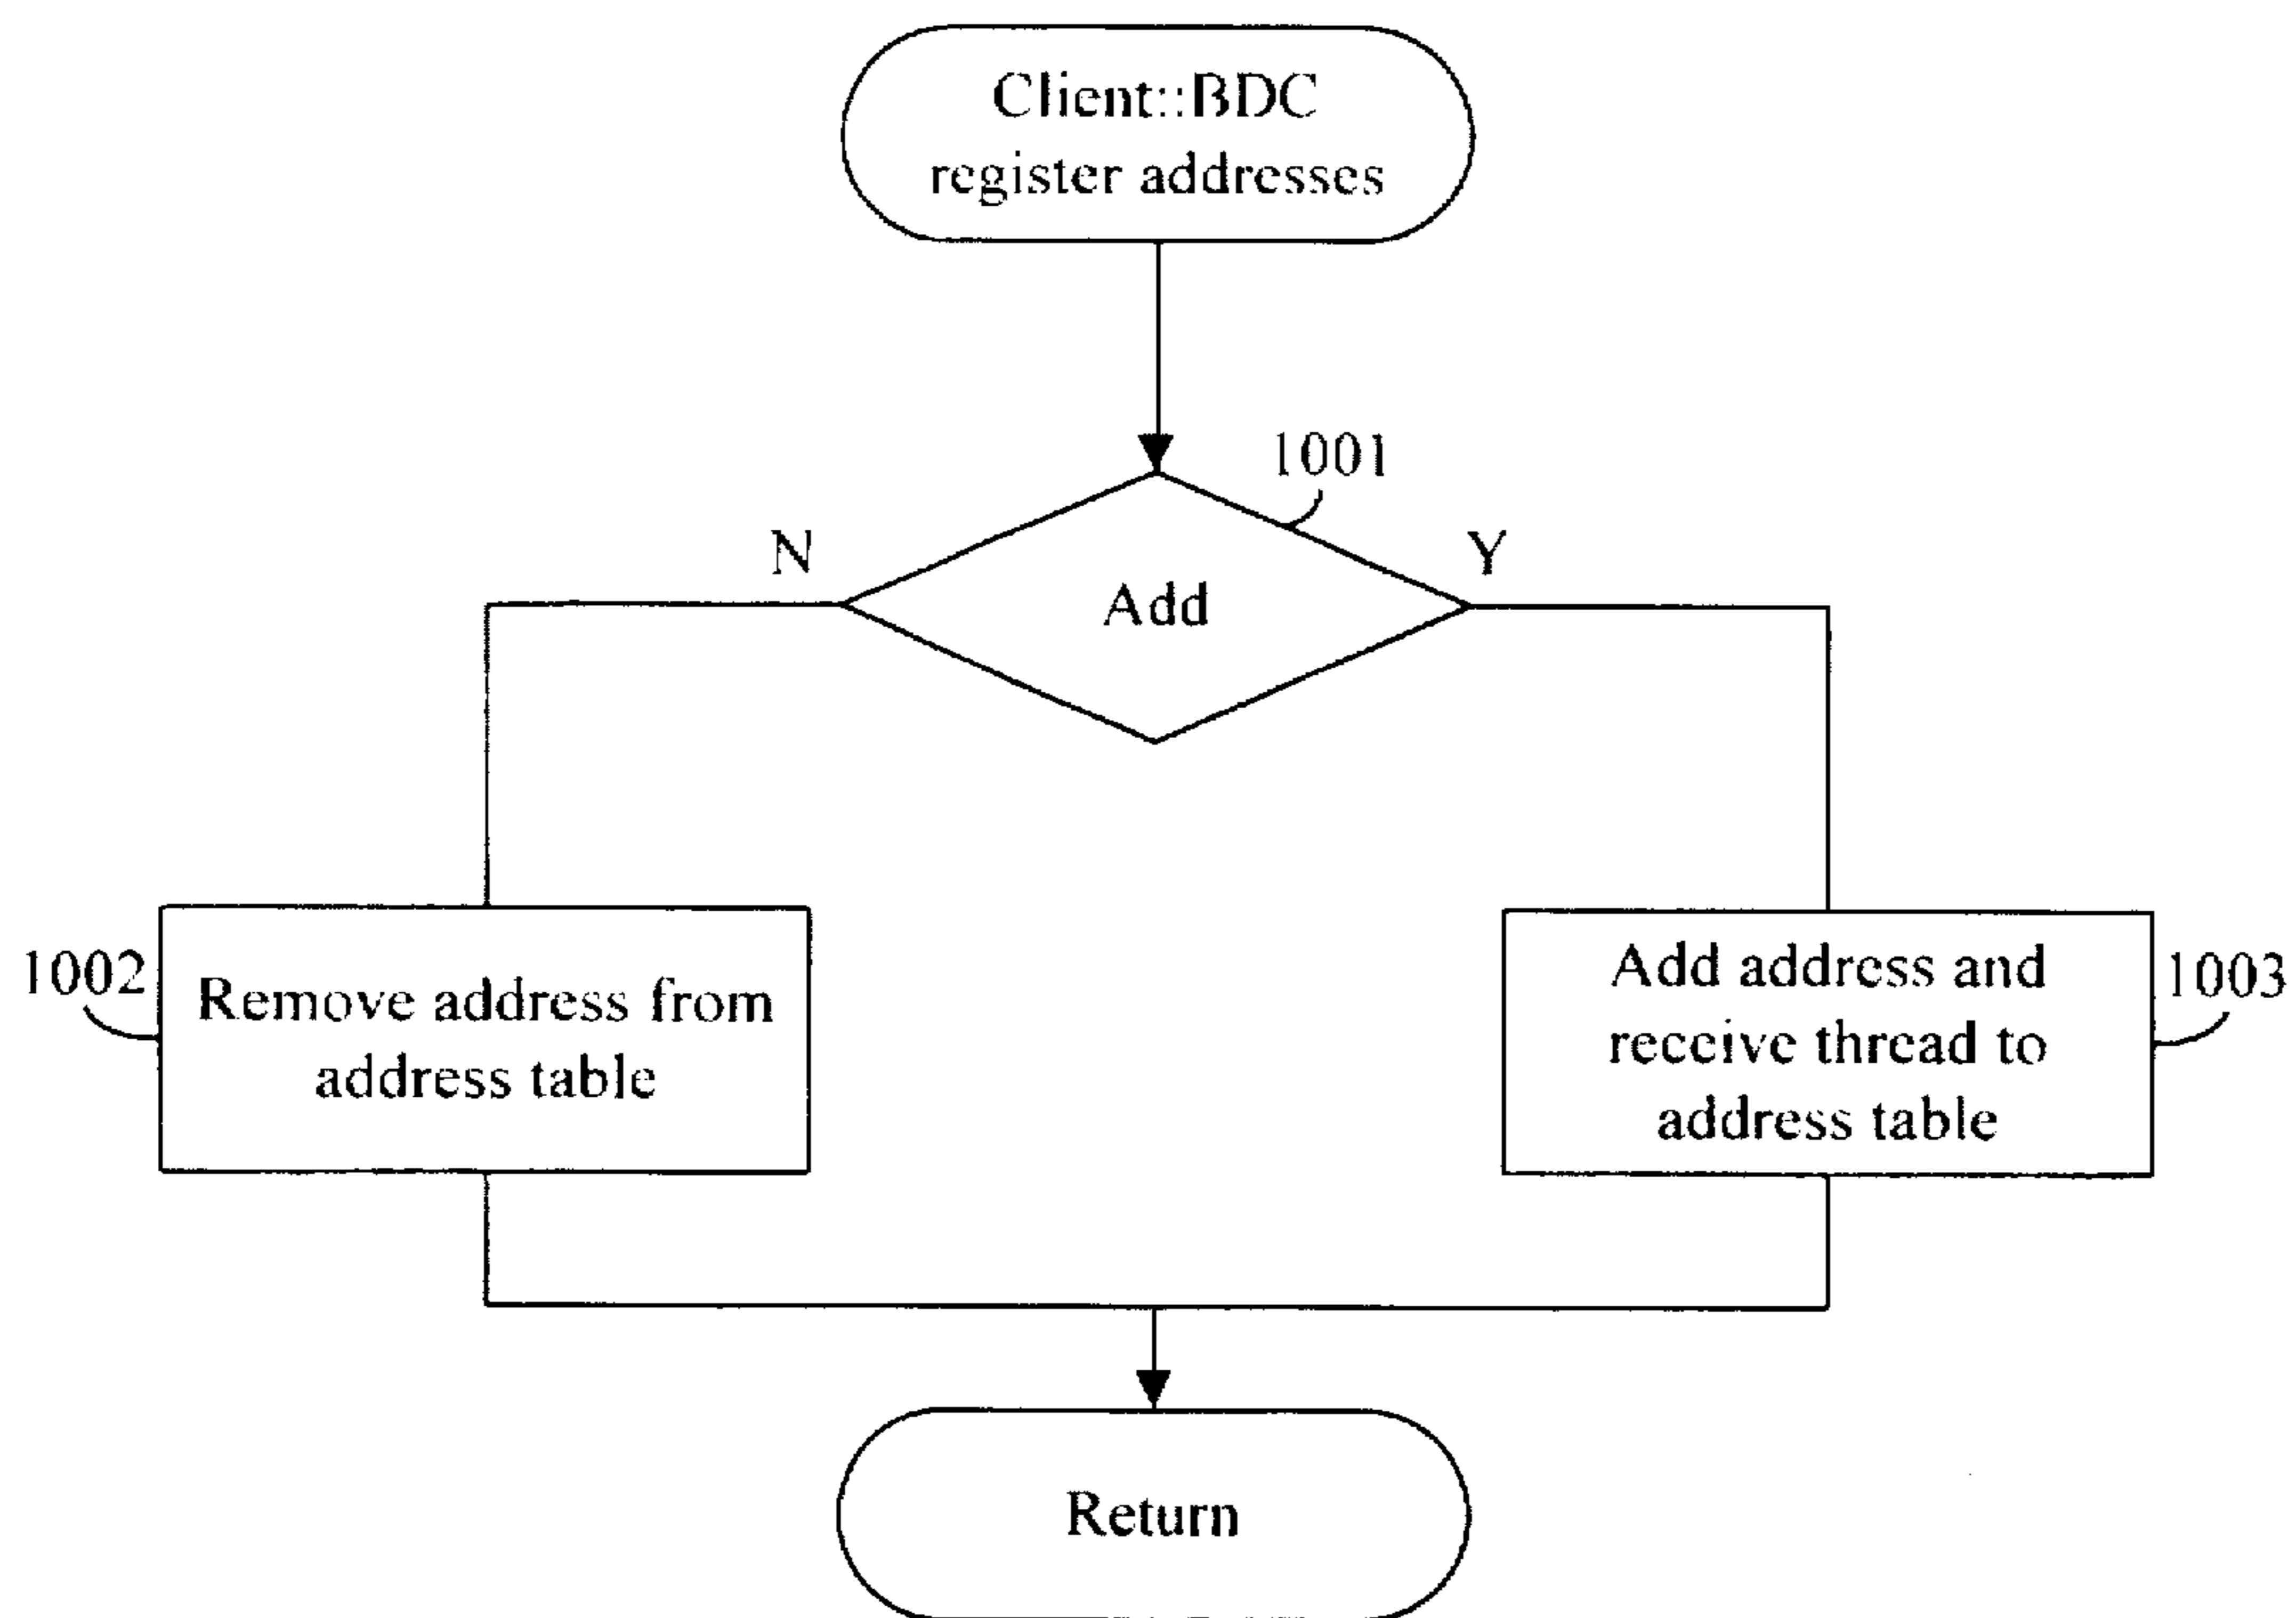 Client::BDC
register addresses
1001
N
Y
Add
1002
Remove address from
address table
Add address and
receive thread to
address table
1003
Return